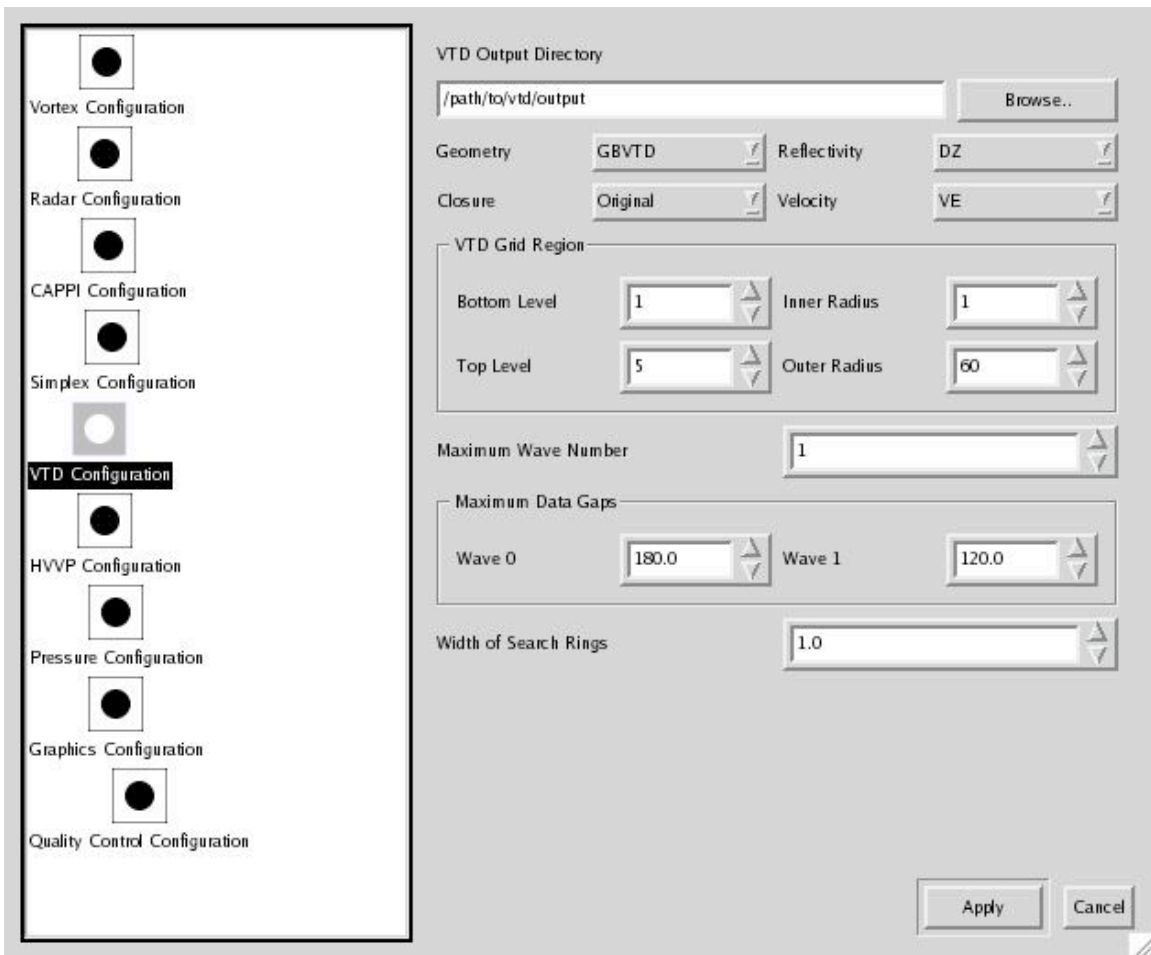 Vortex Configuration
Radar Configuration
CAPPI Configuration
Simplex Configuration
VTD Configuration
HVVP Configuration
Pressure Configuration
Graphics Configuration
Quality Control Configuration
VTD Output Directory
/path/to/vtd/output Browse..
Geometry GBVTD Reflectivity DZ
Closure Original Velocity VE
VTD Grid Region
Bottom Level 1 Inner Radius 1
Top Level 5 Outer Radius 60
Maximum Wave Number 1
Maximum Data Gaps
Wave 0 180.0 Wave 1 120.0
Width of Search Rings 1.0
Apply Cancel